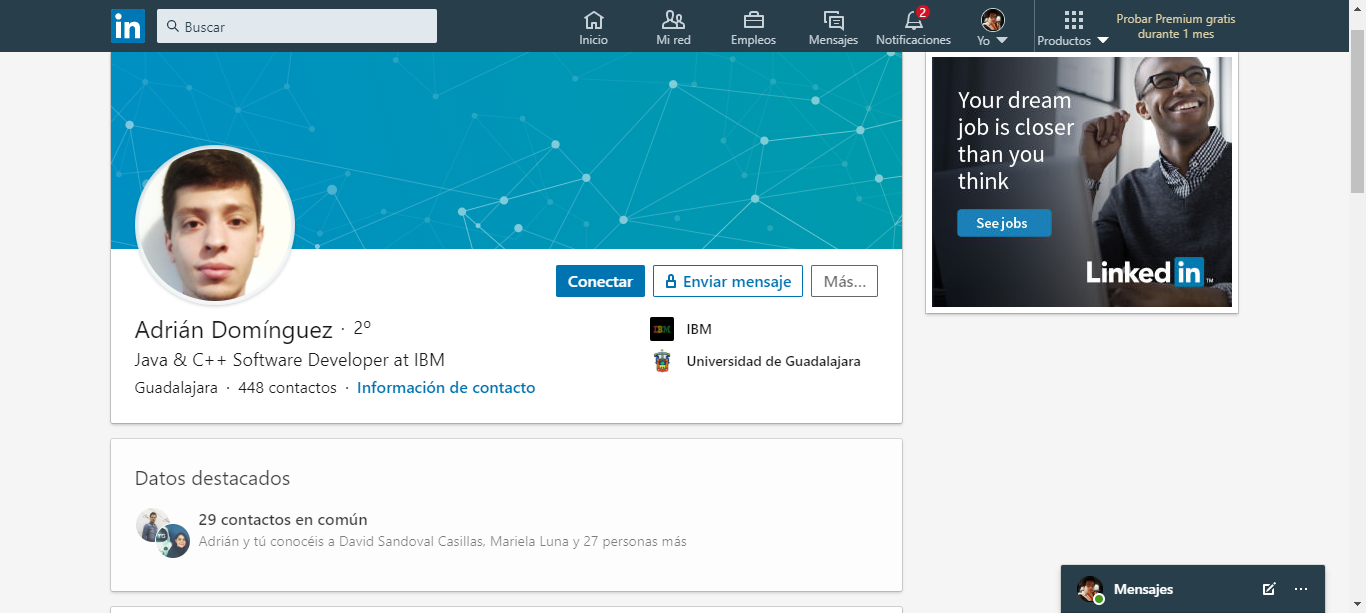 in
Buscar
Inicio
Mi red
Empleos
Mensajes
2
Notificaciones
Yo
Productos
Probar Premium gratis
durante 1 mes
Your dream
job is closer
than you
think
See jobs
Linked in™
Conectar
Enviar mensaje
Más...
Adrián Domínguez · 2º
Java & C++ Software Developer at IBM
Guadalajara · 448 contactos · Información de contacto
IBM IBM
Universidad de Guadalajara
Datos destacados
29 contactos en común
Adrián y tú conocéis a David Sandoval Casillas, Mariela Luna y 27 personas más
Mensajes